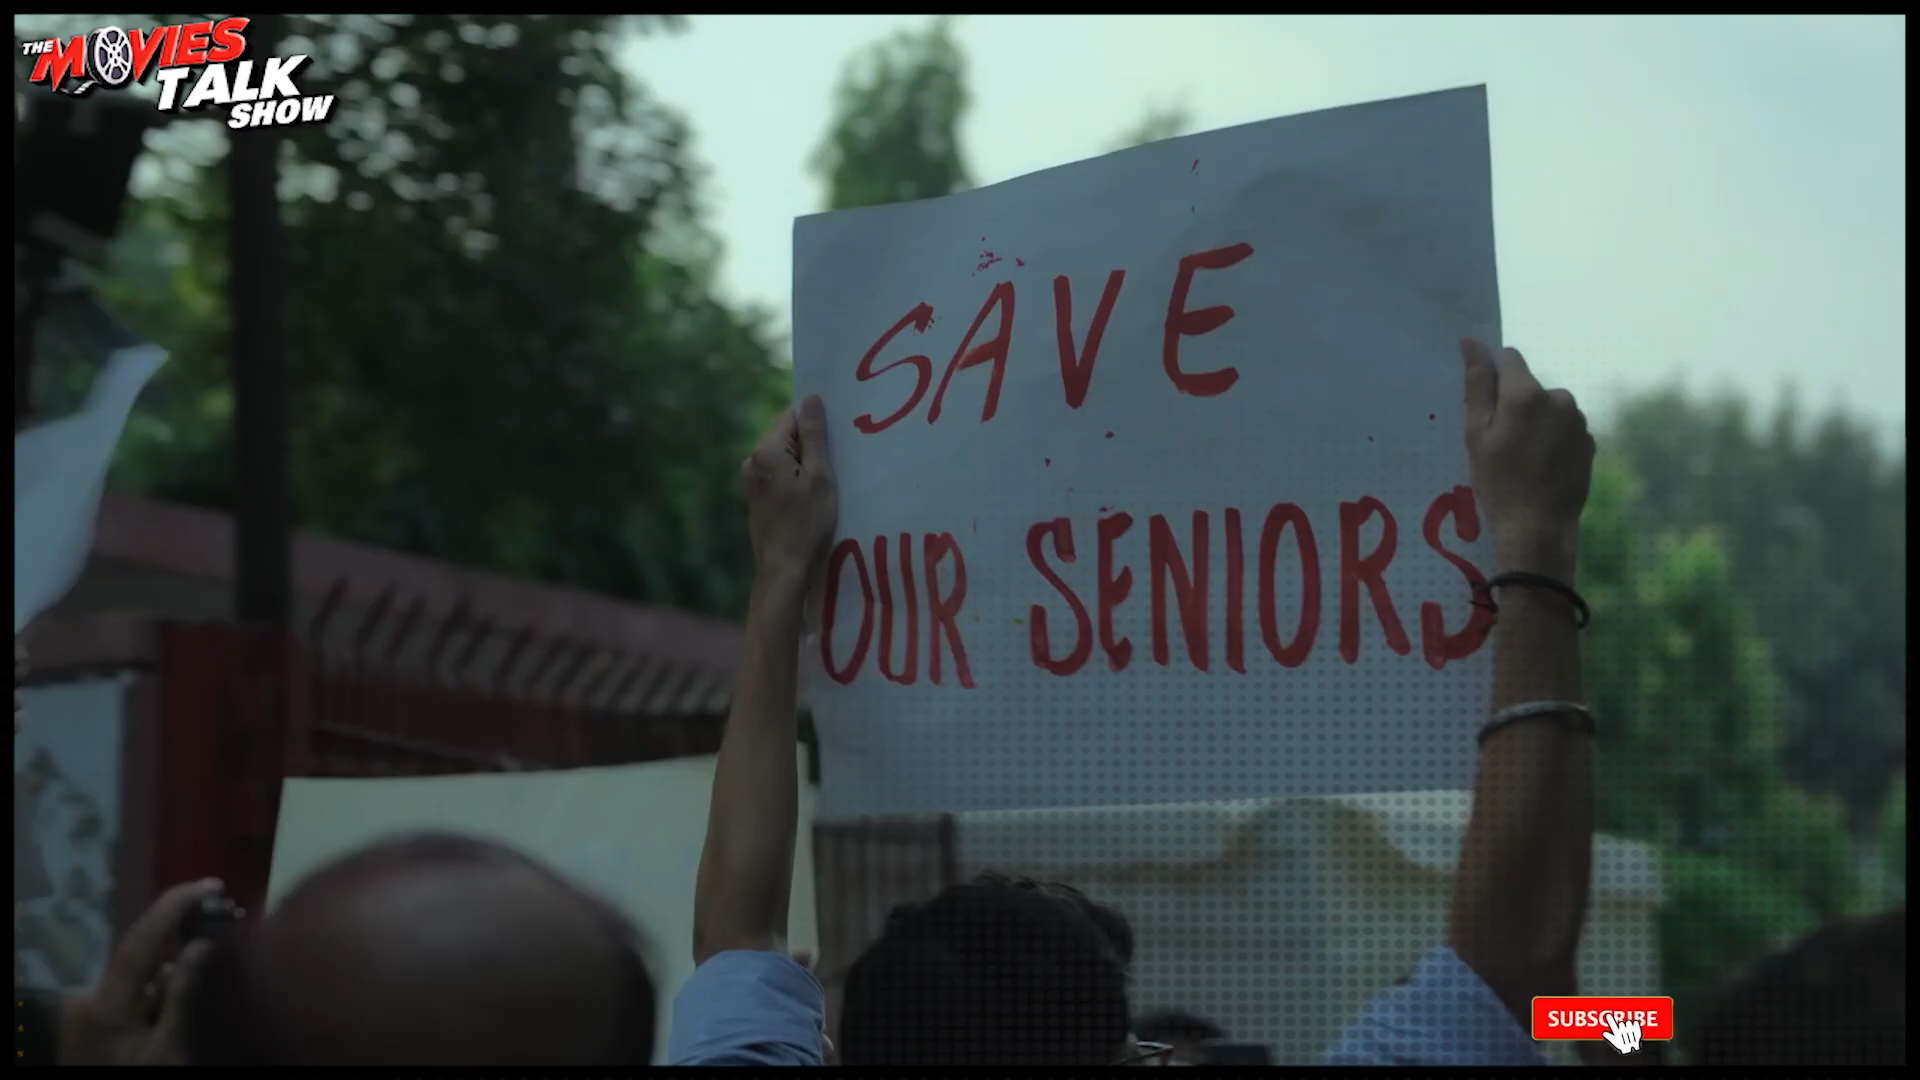 THE
MOVIES
TALK
SHOW
SAVE
OUR SENIORS
SUBSCRIBE